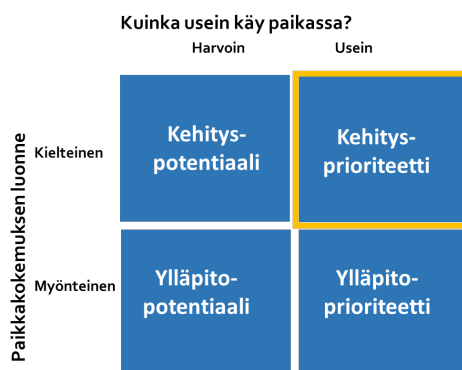 Kuinka usein käy paikassa?
Harvoin Usein
Paikkakokemuksen luonne
Kielteinen
Kehitys-
potentiaali
Kehitys-
prioriteetti
Myönteinen
Ylläpito-
potentiaali
Ylläpito-
prioriteetti